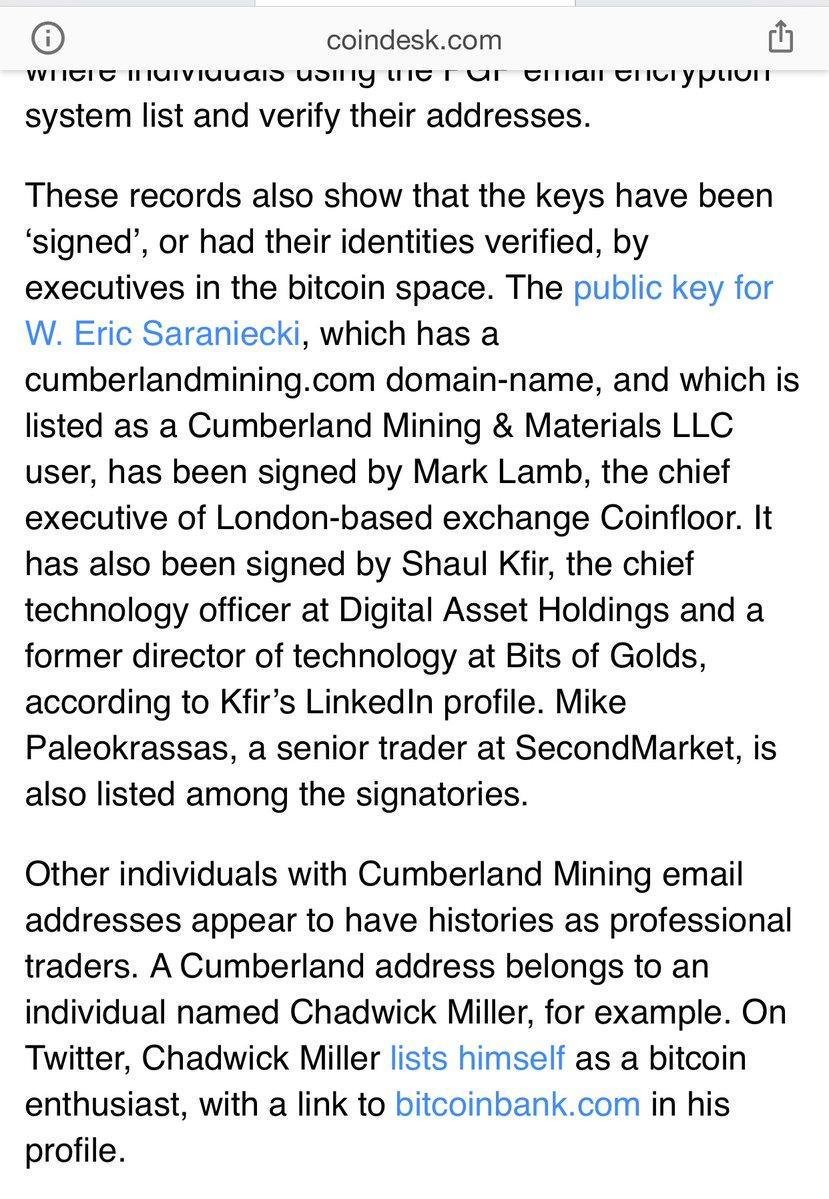 coindesk.com
where individuals using the PGP email encryption
system list and verify their addresses.
These records also show that the keys have been
‘signed’, or had their identities verified, by
executives in the bitcoin space. The public key for
W. Eric Saraniecki, which has a
cumberlandmining.com domain-name, and which is
listed as a Cumberland Mining & Materials LLC
user, has been signed by Mark Lamb, the chief
executive of London-based exchange Coinfloor. It
has also been signed by Shaul Kfir, the chief
technology officer at Digital Asset Holdings and a
former director of technology at Bits of Golds,
according to Kfir’s LinkedIn profile. Mike
Paleokrassas, a senior trader at SecondMarket, is
also listed among the signatories.
Other individuals with Cumberland Mining email
addresses appear to have histories as professional
traders. A Cumberland address belongs to an
individual named Chadwick Miller, for example. On
Twitter, Chadwick Miller lists himself as a bitcoin
enthusiast, with a link to bitcoinbank.com in his
profile.